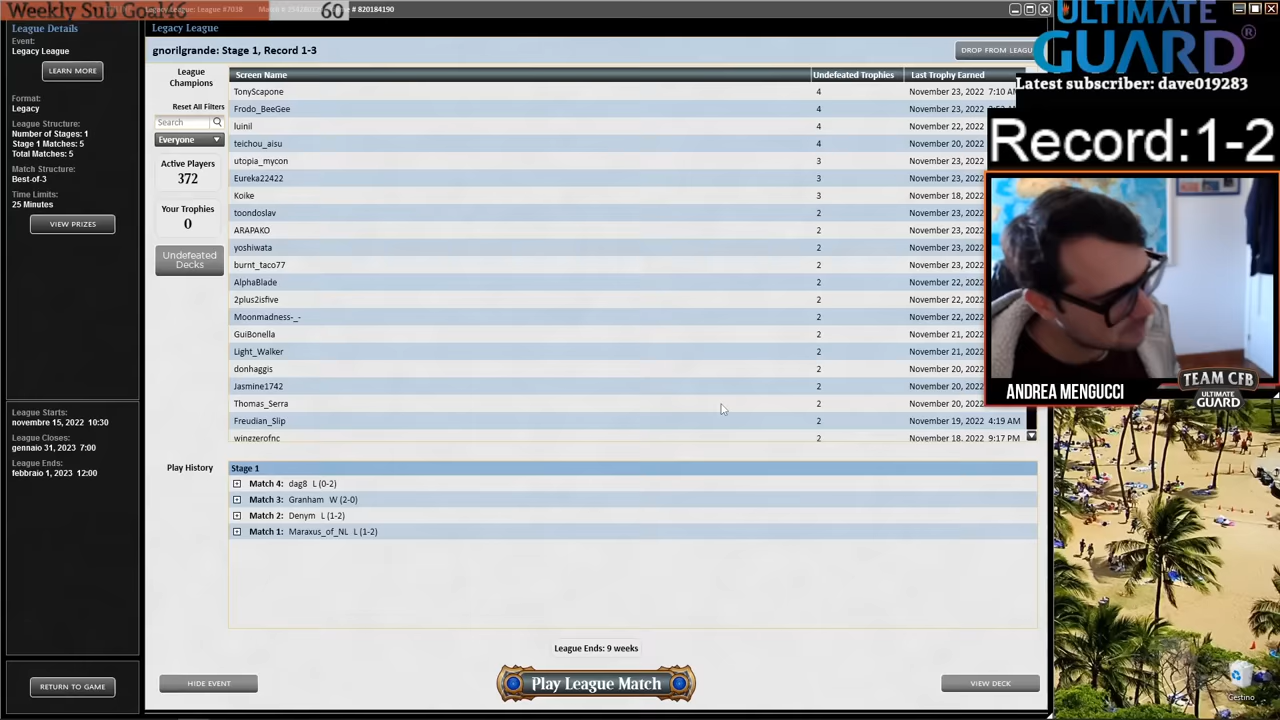 Weekly Sub Goal 6 60
Legacy League: League #7018
# 820184190
League Details
Event:
Legacy League
LEARN MORE
Format:
Legacy
League Structure:
Number of Stages: 1
Stage 1 Matches: 5
Total Matches: 5
Match Structure:
Best-of-3
Time Limits:
25 Minutes
VIEW PRIZES
League Starts:
novembre 15, 2022 10:30
League Closes:
gennaio 31, 2023 7:00
League Ends:
febbraio 1, 2023 12:00
RETURN TO GAME
Legacy League
gnorilgrande: Stage 1, Record 1-3
DROP FROM LEAGU
League
Champions
Reset All Filters
Search
Everyone
Active Players
372
Your Trophies
0
Undefeated
Decks
Screen Name Undefeated Trophies Last Trophy Earned
TonyScapone 4 November 23, 2022 7:10 AM
Frodo_BeeGee 4 November 23, 2022
luinil 4 November 22, 2022
teichou_aisu 4 November 20, 2022
utopia_mycon 3 November 23, 2022
Eureka22422 3 November 23, 2022
Koike 3 November 18, 2022
toondoslav 2 November 23, 2022
ARAPAKO 2 November 23, 2022
yoshiwata 2 November 23, 2022
burnt_taco77 2 November 23, 2022
AlphaBlade 2 November 22, 2022
2plus2isfive 2 November 22, 2022
Moonmadness-_- 2 November 22, 2022
GuiBonella 2 November 21, 2022
Light_Walker 2 November 21, 2022
donhaggis 2 November 20, 2022
Jasmine1742 2 November 20, 2022
Thomas_Serra 2 November 20, 2022
Freudian_Slip 2 November 19, 2022 4:19 AM
wingzerofnc 2 November 18, 2022 9:17 PM
Play History
Stage 1
Match 4: dag8 L (0-2)
Match 3: Granham W (2-0)
Match 2: Denym L (1-2)
Match 1: Maraxus_of_NL L (1-2)
League Ends: 9 weeks
HIDE EVENT
Play League Match
VIEW DECK
ULTIMATE
GUARD®
Latest subscriber: dave019283
Record:1-2
ANDREA MENGUCCI
TEAM CFB
ULTIMATE
GUARD
Cestino